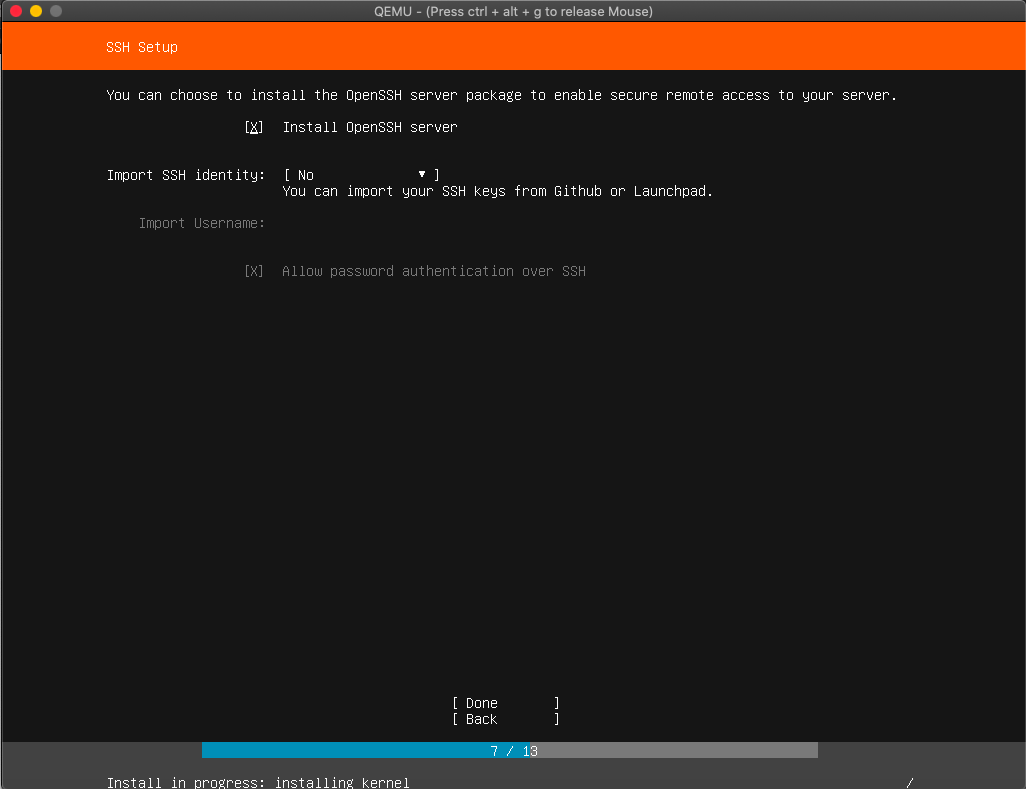 QEMU - (Press ctrl + alt + g to release Mouse)
SSH Setup
You can choose to install the OpenSSH server package to enable secure remote access to your server.
[X] Install OpenSSH server
Import SSH identity: [ No ▾ ]
You can import your SSH keys from Github or Launchpad.
Import Username:
[X] Allow password authentication over SSH
[ Done ]
[ Back ]
7 / 13
Install in progress: installing kernel /